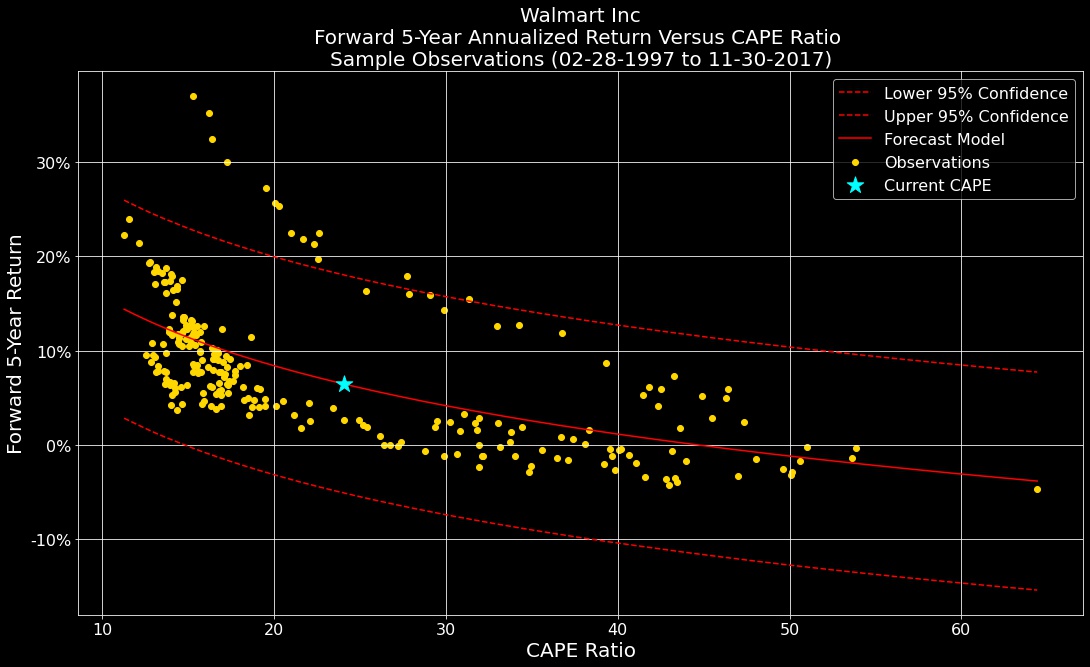 Walmart Inc
Forward 5-Year Annualized Return Versus CAPE Ratio
Sample Observations (02-28-1997 to 11-30-2017)
Lower 95% Confidence
Upper 95% Confidence
Forecast Model
Observations
Current CAPE
Forward 5-Year Return
30%
20%
10%
0%
-10%
10 20 30 40 50 60
CAPE Ratio